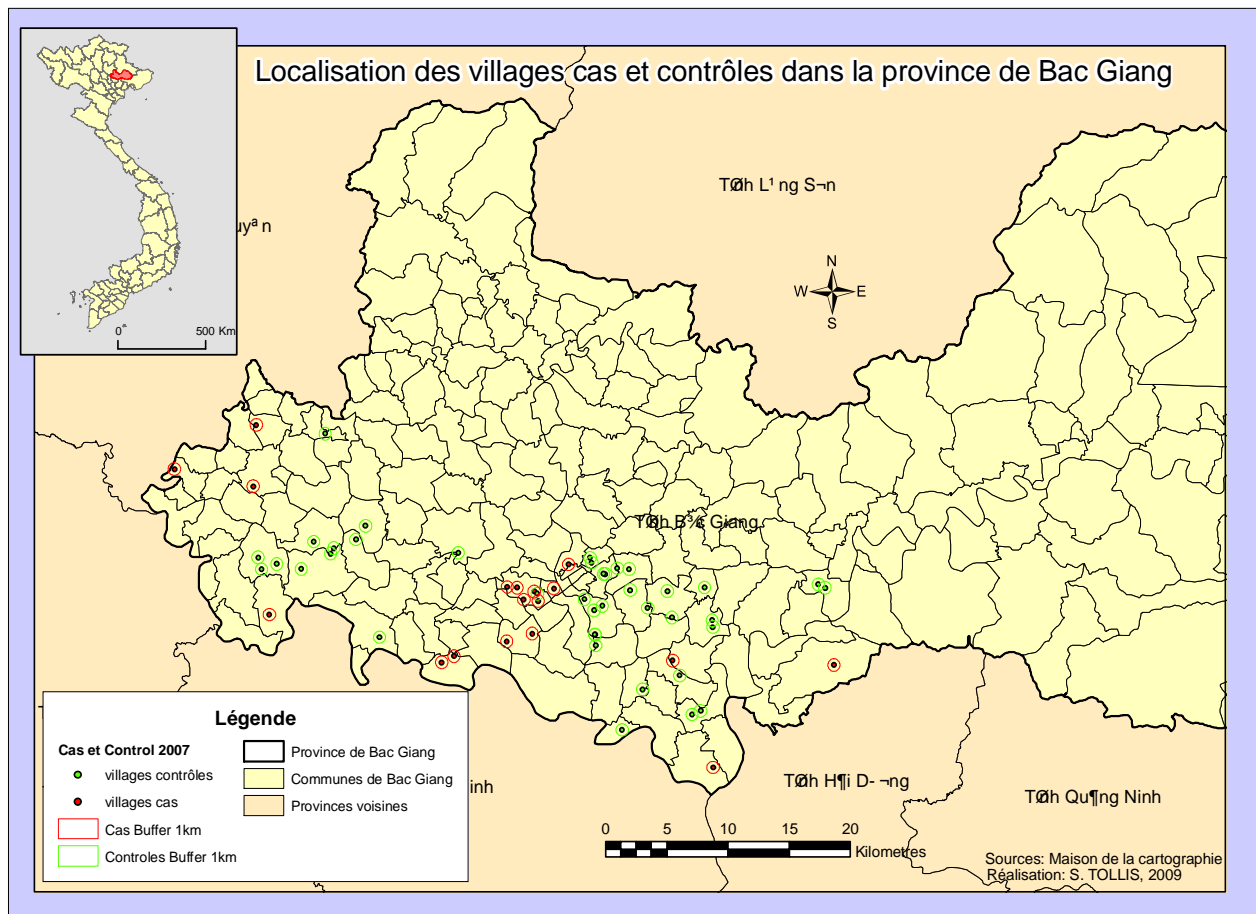 Localisation des villages cas et contrôles dans la province de Bac Giang
TØnh L¹ng S¬n
uyªn
N
W E
S
0 500 Km
TØnh B¾c Giang
Légende
Cas et Control 2007
villages contrôles
villages cas
Cas Buffer 1km
Controles Buffer 1km
Province de Bac Giang
Communes de Bac Giang
Provinces voisines
inh
TØnh H¶i D-¬ng
TØnh Qu¶ng Ninh
0 5 10 15 20
Kilometres
Sources: Maison de la cartographie
Réalisation: S. TOLLIS, 2009